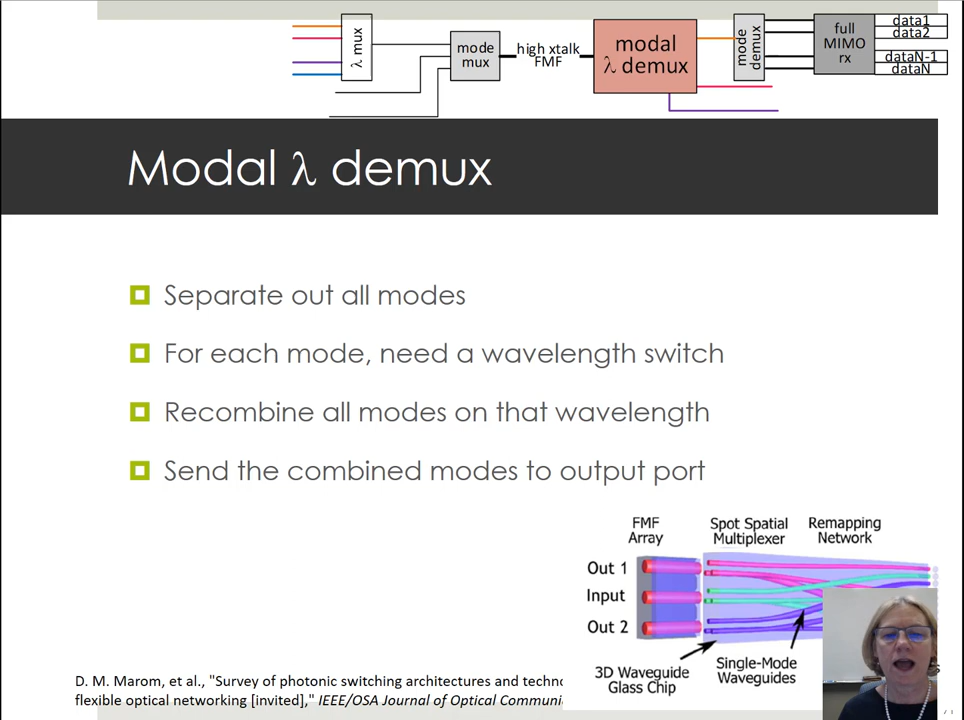 λ mux
mode
mux
high xtalk
FMF
modal
λ demux
mode
demux
full
MIMO
rx
data1
data2
dataN-1
dataN
Modal λ demux
Separate out all modes
For each mode, need a wavelength switch
Recombine all modes on that wavelength
Send the combined modes to output port
FMF
Array
Spot Spatial
Multiplexer
Remapping
Network
Out 1
Input
Out 2
3D Waveguide
Glass Chip
Single-Mode
Waveguides
D. M. Marom, et al., "Survey of photonic switching architectures and techno
flexible optical networking [invited]," IEEE/OSA Journal of Optical Communi